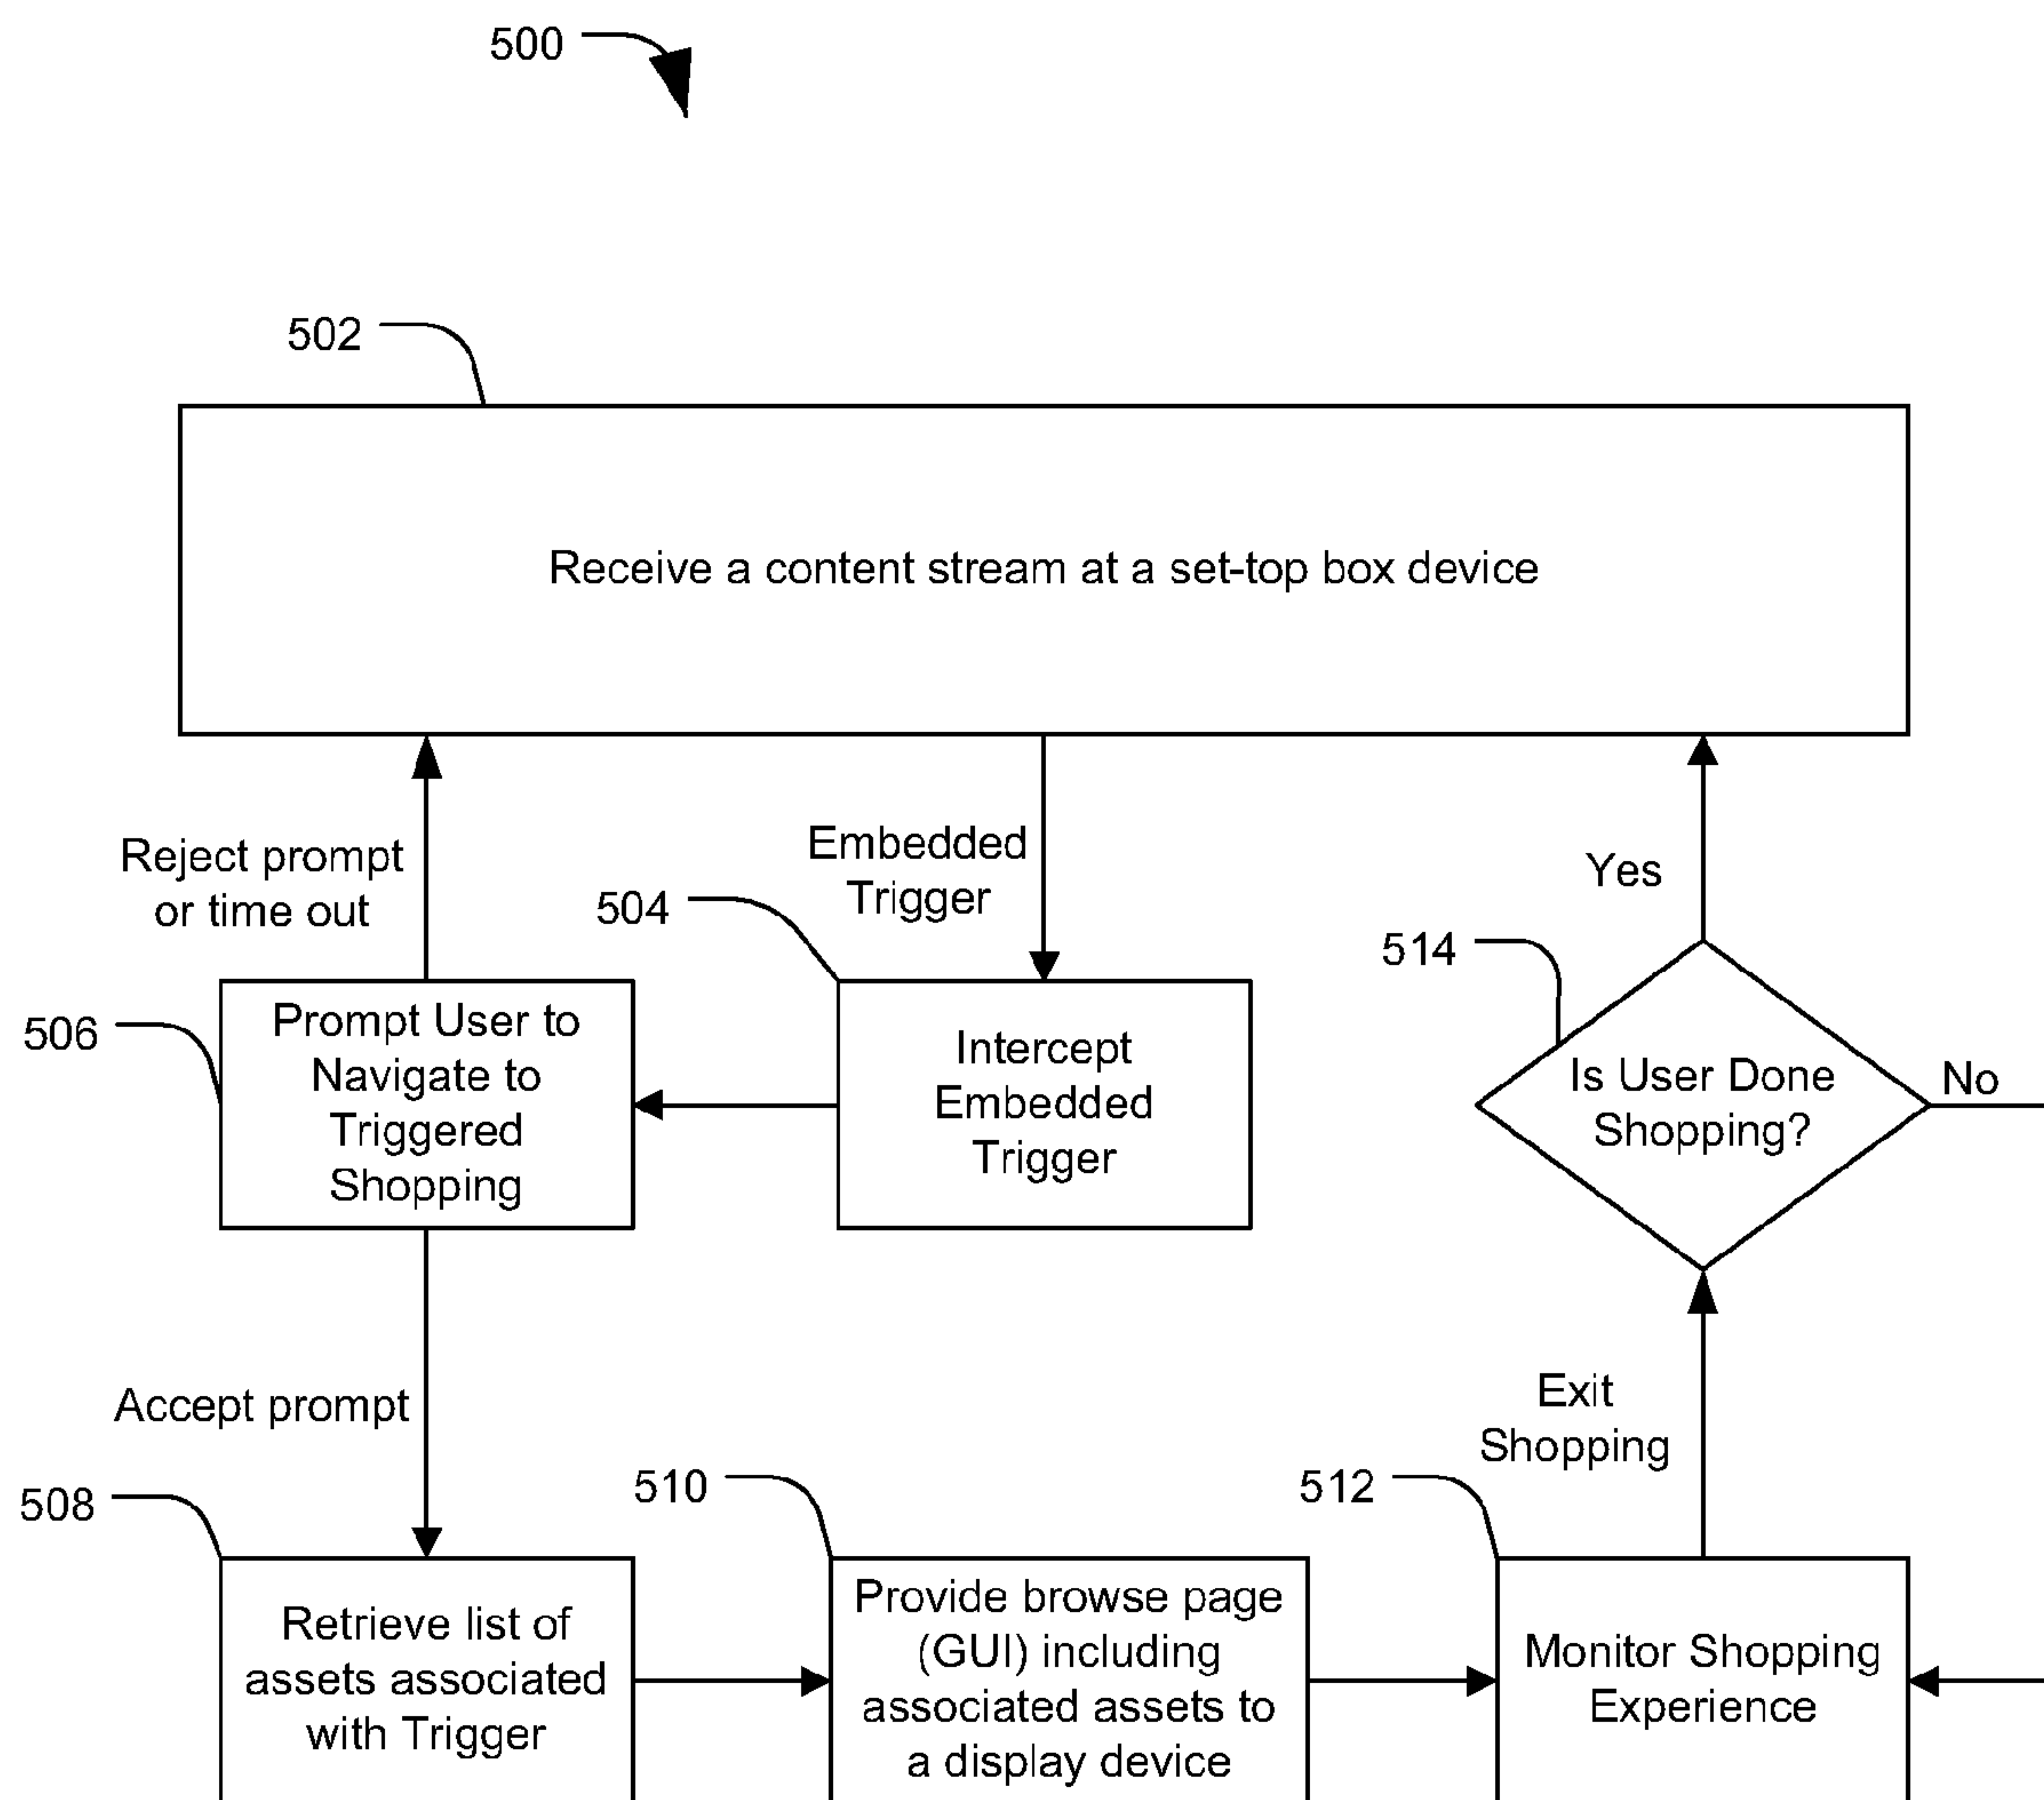 500
502
Receive a content stream at a set-top box device
Reject prompt
or time out
Embedded
Trigger
Yes
504
514
506
Prompt User to
Navigate to
Triggered
Shopping
Intercept
Embedded
Trigger
Is User Done
Shopping?
No
Accept prompt
Exit
Shopping
508
510
512
Retrieve list of
assets associated
with Trigger
Provide browse page
(GUI) including
associated assets to
a display device
Monitor Shopping
Experience